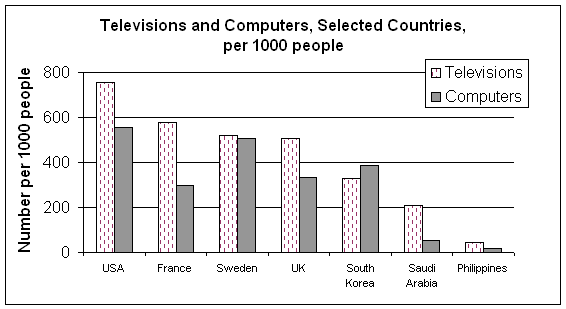 Televisions and Computers, Selected Countries,
per 1000 people
Number per 1000 people
800
600
400
200
0
Televisions
Computers
USA
France
Sweden
UK
South
Korea
Saudi
Arabia
Philippines